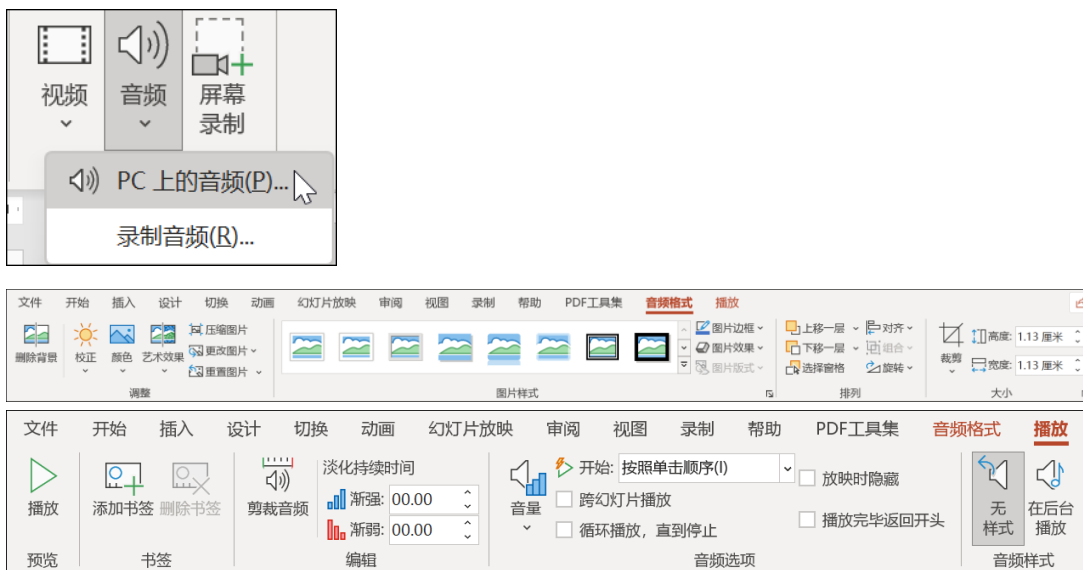 视频
音频
屏幕
录制
PC 上的音频(P)...
录制音频(R)...
文件 开始 插入 设计 切换 动画 幻灯片放映 审阅 视图 录制 帮助 PDF工具集 音频格式 播放
删除背景 校正 颜色 艺术效果 压缩图片 更改图片 重置图片
图片边框 图片效果 图片版式
上移一层 对齐
下移一层 组合
选择窗格 旋转
裁剪
高度: 1.13 厘米
宽度: 1.13 厘米
调整 图片样式 排列 大小
文件 开始 插入 设计 切换 动画 幻灯片放映 审阅 视图 录制 帮助 PDF工具集 音频格式 播放
播放
添加书签 删除书签
剪裁音频
淡化持续时间
渐强: 00.00
渐弱: 00.00
音量
开始: 按照单击顺序(I)
跨幻灯片播放
循环播放，直到停止
放映时隐藏
播放完毕返回开头
无
样式
在后台
播放
预览 书签 编辑 音频选项 音频样式